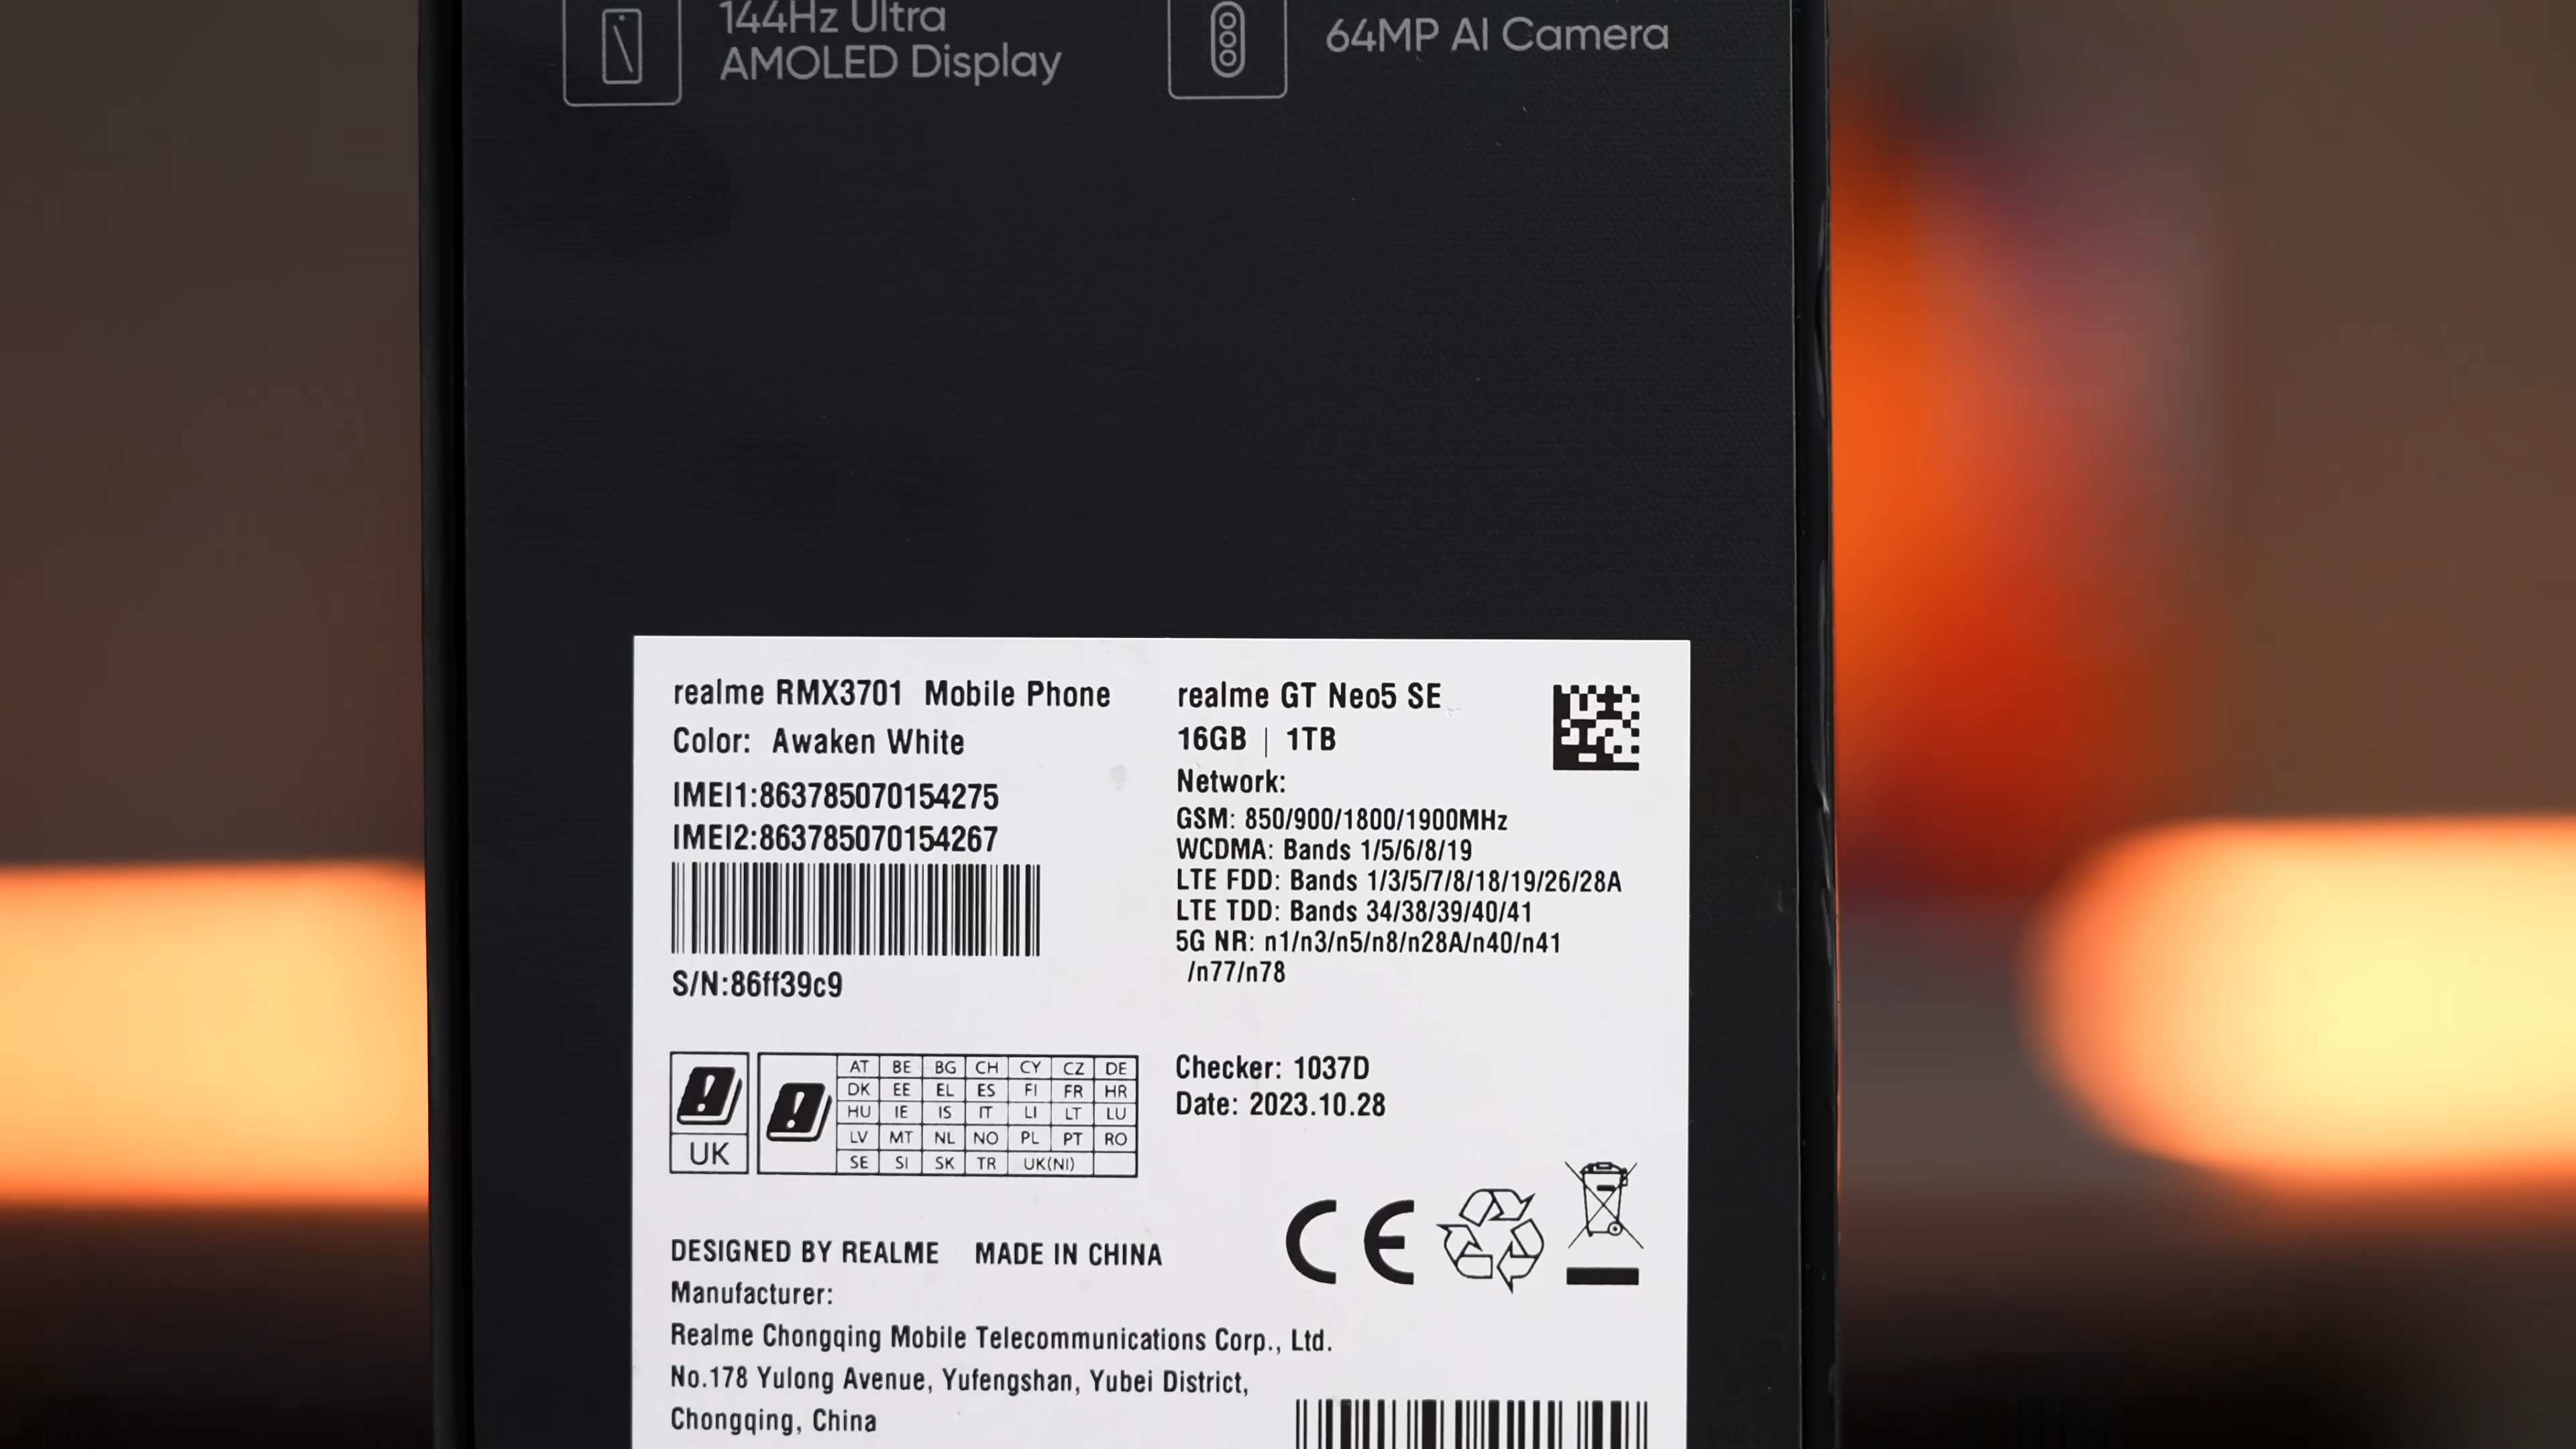 144Hz Ultra
AMOLED Display
64MP AI Camera
realme RMX3701 Mobile Phone
Color: Awaken White
IMEI1:863785070154275
IMEI2:863785070154267
S/N:86ff39c9
realme GT Neo5 SE
16GB | 1TB
Network:
GSM: 850/900/1800/1900MHz
WCDMA: Bands 1/5/6/8/19
LTE FDD: Bands 1/3/5/7/8/18/19/26/28A
LTE TDD: Bands 34/38/39/40/41
5G NR: n1/n3/n5/n8/n28A/n40/n41
/n77/n78
UK
AT BE BG CH CY CZ DE
DK EE EL ES FI FR HR
HU IE IS IT LI LT LU
LV MT NL NO PL PT RO
SE SI SK TR UK(NI)
Checker: 1037D
Date: 2023.10.28
CE
DESIGNED BY REALME MADE IN CHINA
Manufacturer:
Realme Chongqing Mobile Telecommunications Corp., Ltd.
No.178 Yulong Avenue, Yufengshan, Yubei District,
Chongqing, China